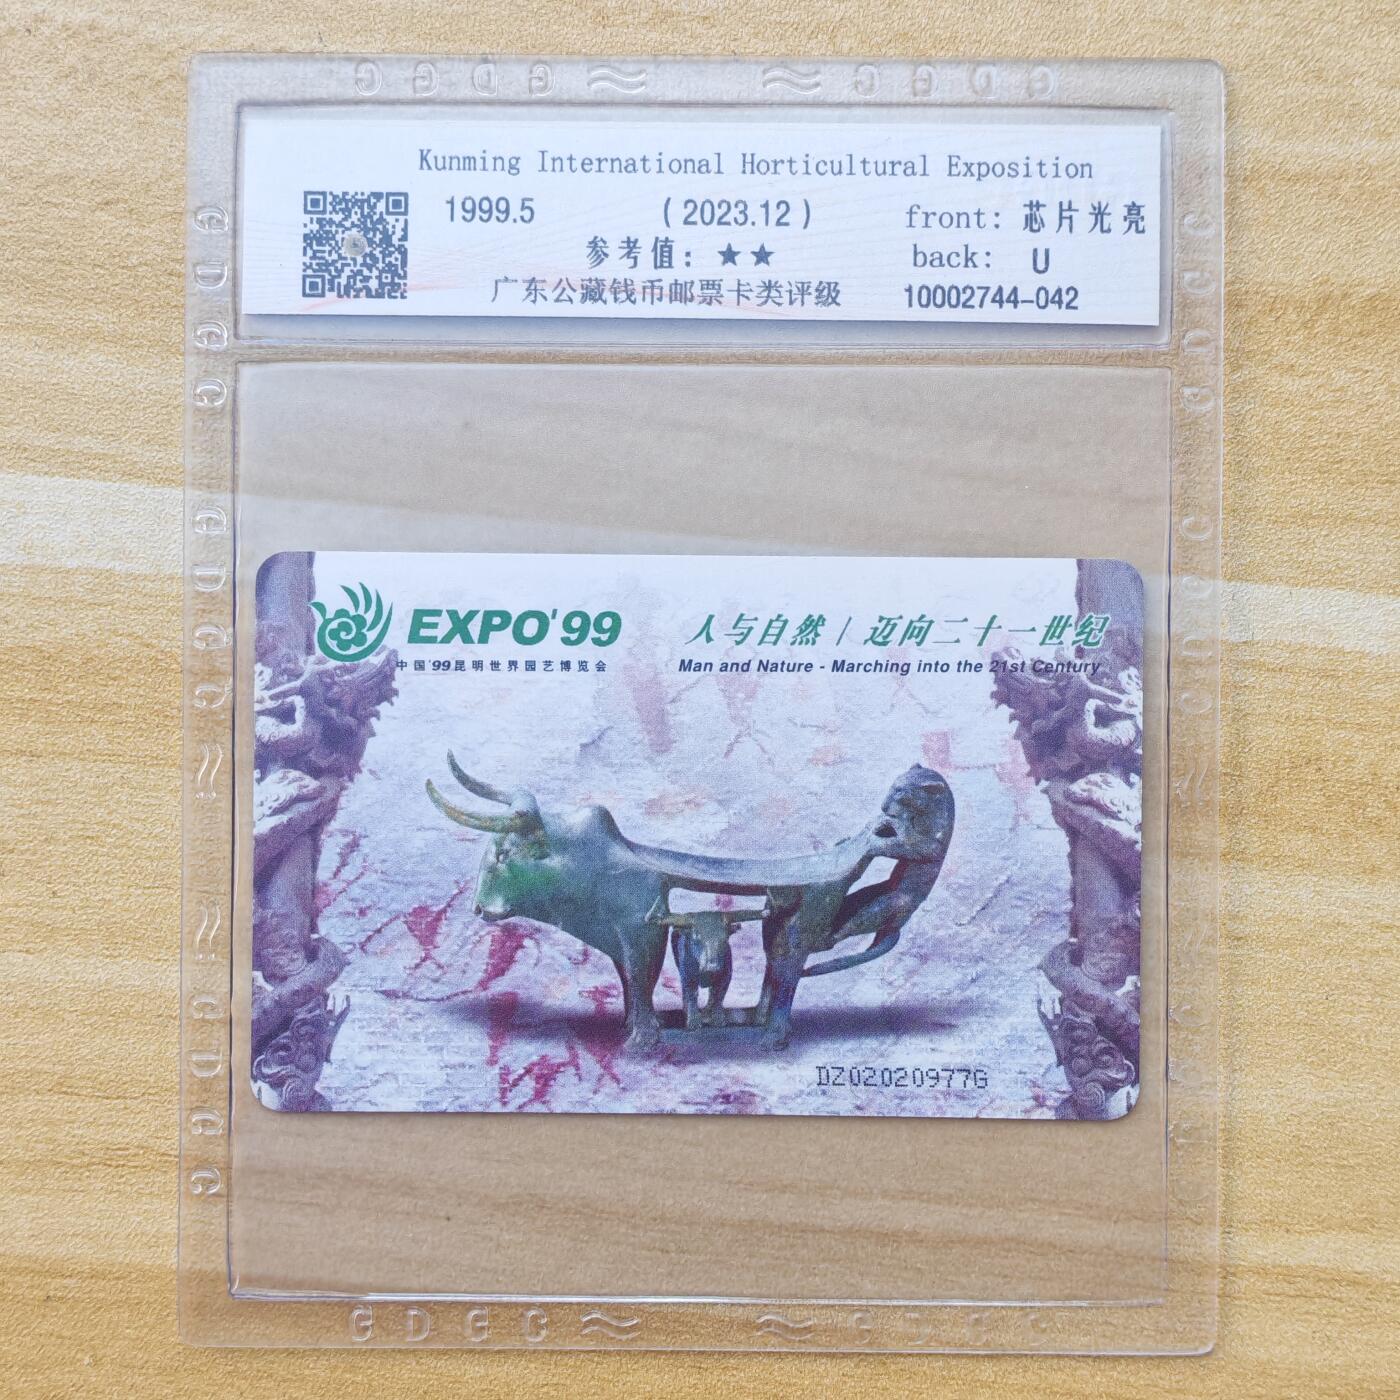 GDGC
Kunming International Horticultural Exposition
1999.5 (2023.12) front: 芯片光亮
参考值: ★★ back: U
广东公藏钱币邮票卡类评级 10002744-042
EXPO'99 人与自然 / 迈向二十一世纪
中国'99昆明世界园艺博览会 Man and Nature - Marching into the 21st Century
DZ02020977G
GDGC